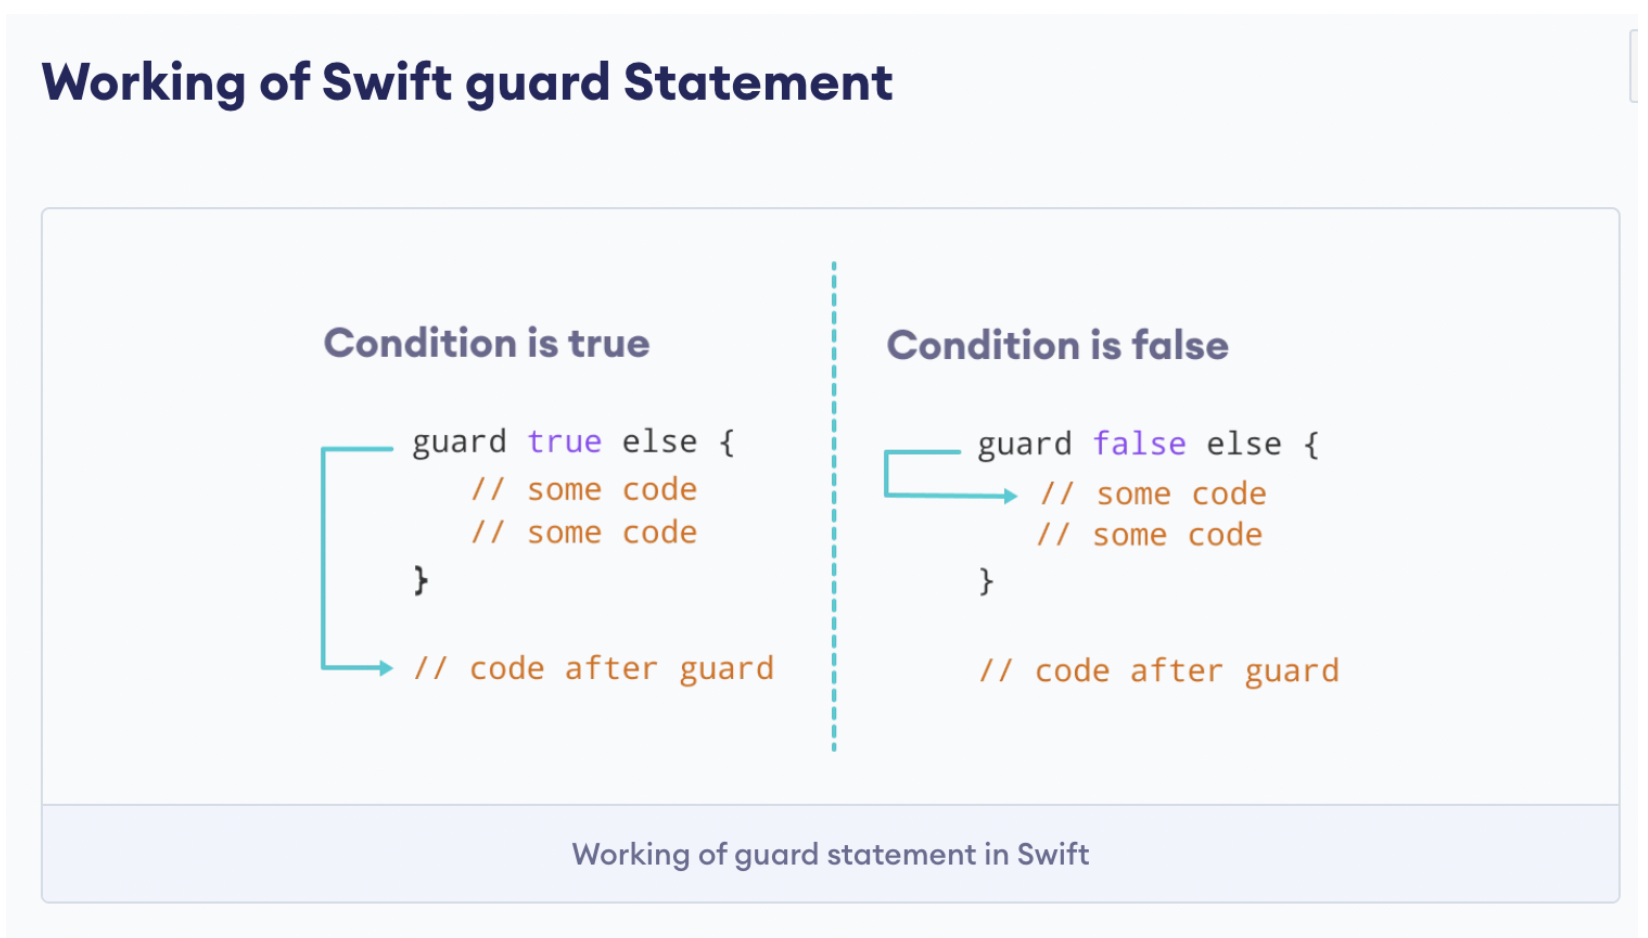 Working of Swift guard Statement
Condition is true
guard true else {
// some code
// some code
}
// code after guard
Condition is false
guard false else {
// some code
// some code
}
// code after guard
Working of guard statement in Swift